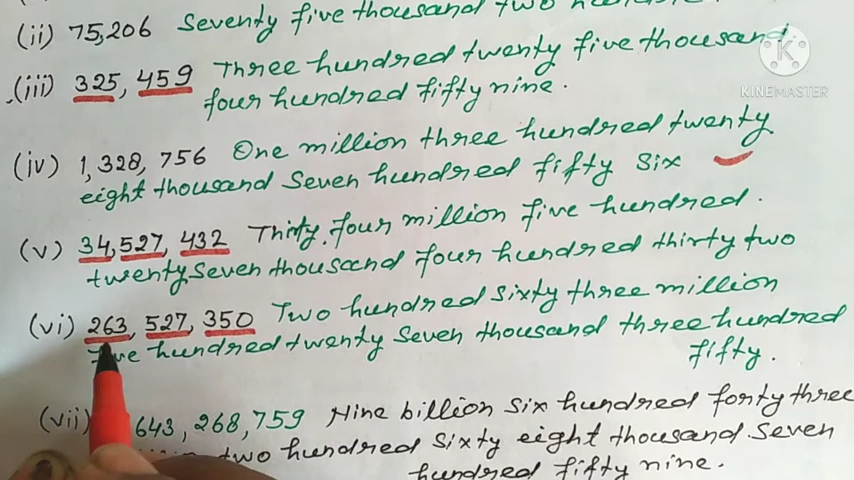 (ii) 75,206 Seventy five thousand two
(iii) 325,459 Three hundred twenty five thousand
four hundred fifty nine.
(iv) 1,328,756 One million three hundred twenty
eight thousand Seven hundred fifty Six
(v) 34,527,432 Thirty four million five hundred.
twenty seven thousand four hundred thirty two
(vi) 263,527,350 Two hundred sixty three million
five hundred twenty seven thousand three hundred
fifty.
(vii) 643,268,759 Nine billion six hundred forty three
two hundred sixty eight thousand seven
hundred fifty nine.
KINEMASTER